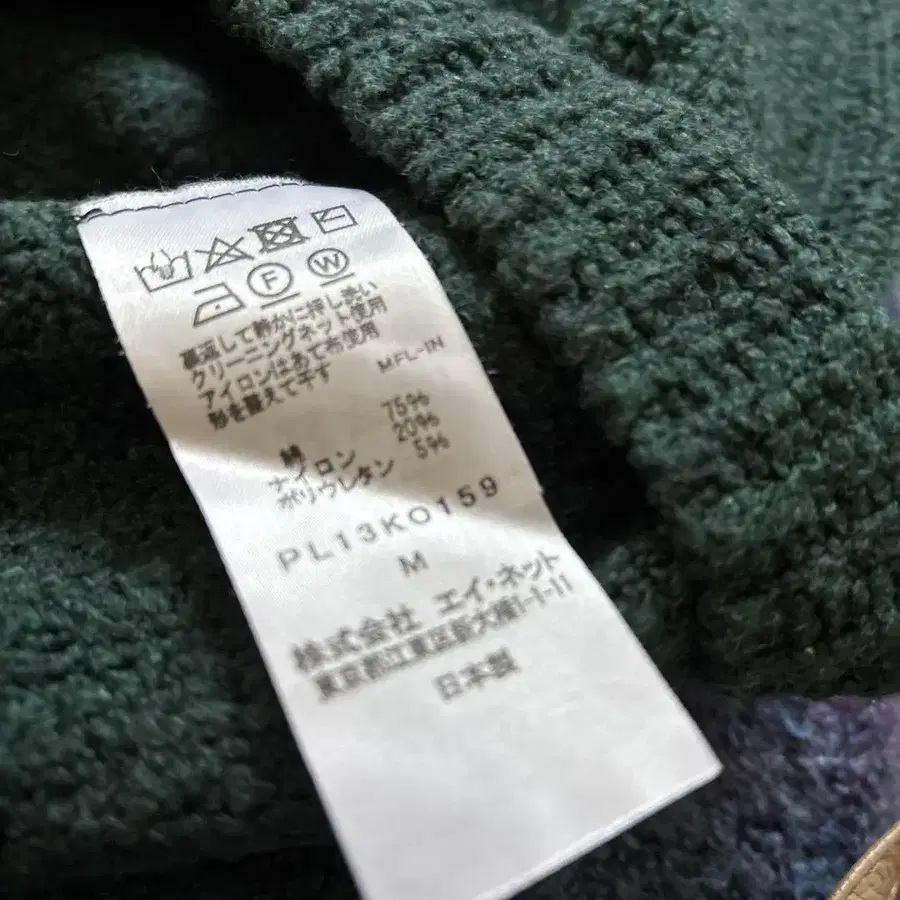 F W
裏返して静かに押し洗い
クリーニングネット使用
アイロンはあて布使用
形を整えて干す
MFL-IN
綿 75%
ナイロン 20%
ポリウレタン 5%
PL13KO159
M
株式会社 エイ・ネット
東京都江東区新大橋1-1-11
日本製